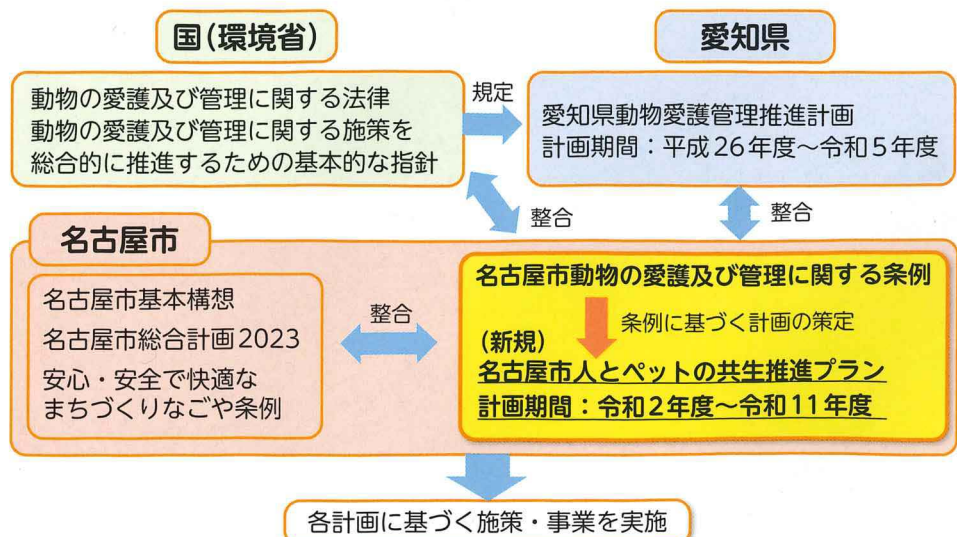 国(環境省)
動物の愛護及び管理に関する法律
動物の愛護及び管理に関する施策を
総合的に推進するための基本的な指針
規定
愛知県
愛知県動物愛護管理推進計画
計画期間：平成26年度～令和5年度
整合
整合
名古屋市
名古屋市基本構想
名古屋市総合計画2023
安心・安全で快適な
まちづくりなごや条例
整合
名古屋市動物の愛護及び管理に関する条例
条例に基づく計画の策定
(新規)
名古屋市人とペットの共生推進プラン
計画期間：令和2年度～令和11年度
各計画に基づく施策・事業を実施